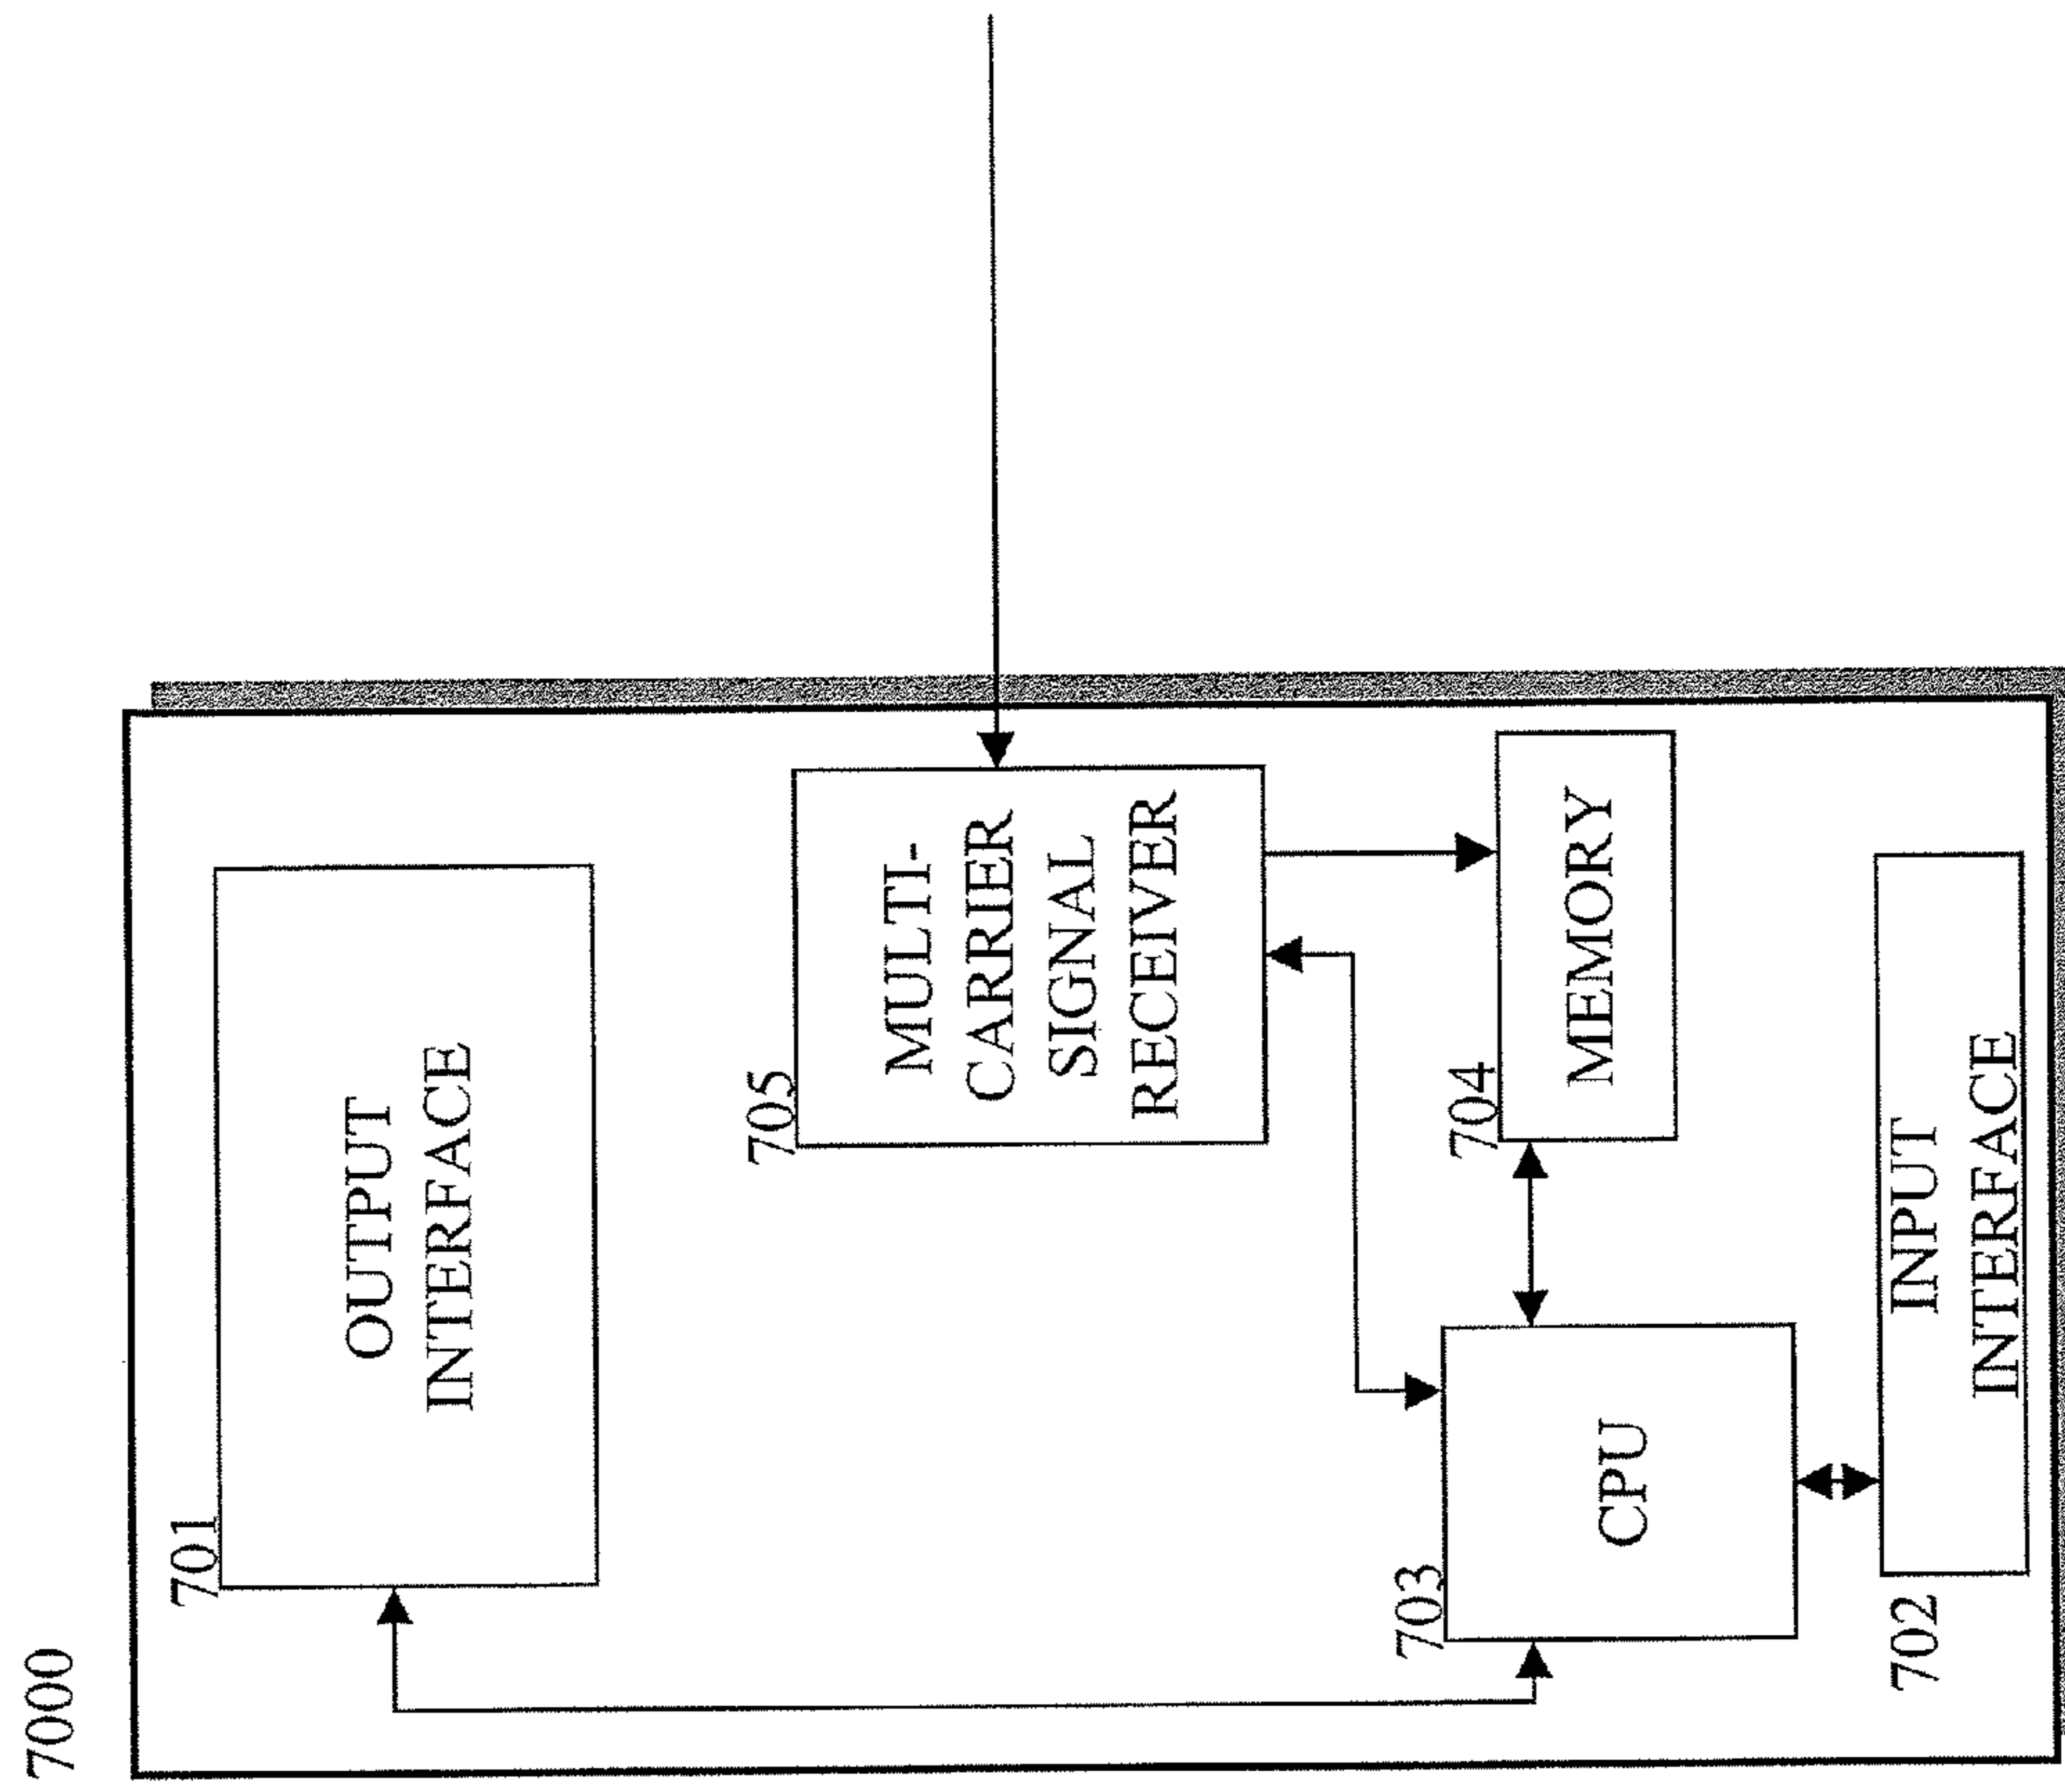 7000
701
OUTPUT
INTERFACE
705
MULTI-
CARRIER
SIGNAL
RECEIVER
703
CPU
704
MEMORY
702
INPUT
INTERFACE